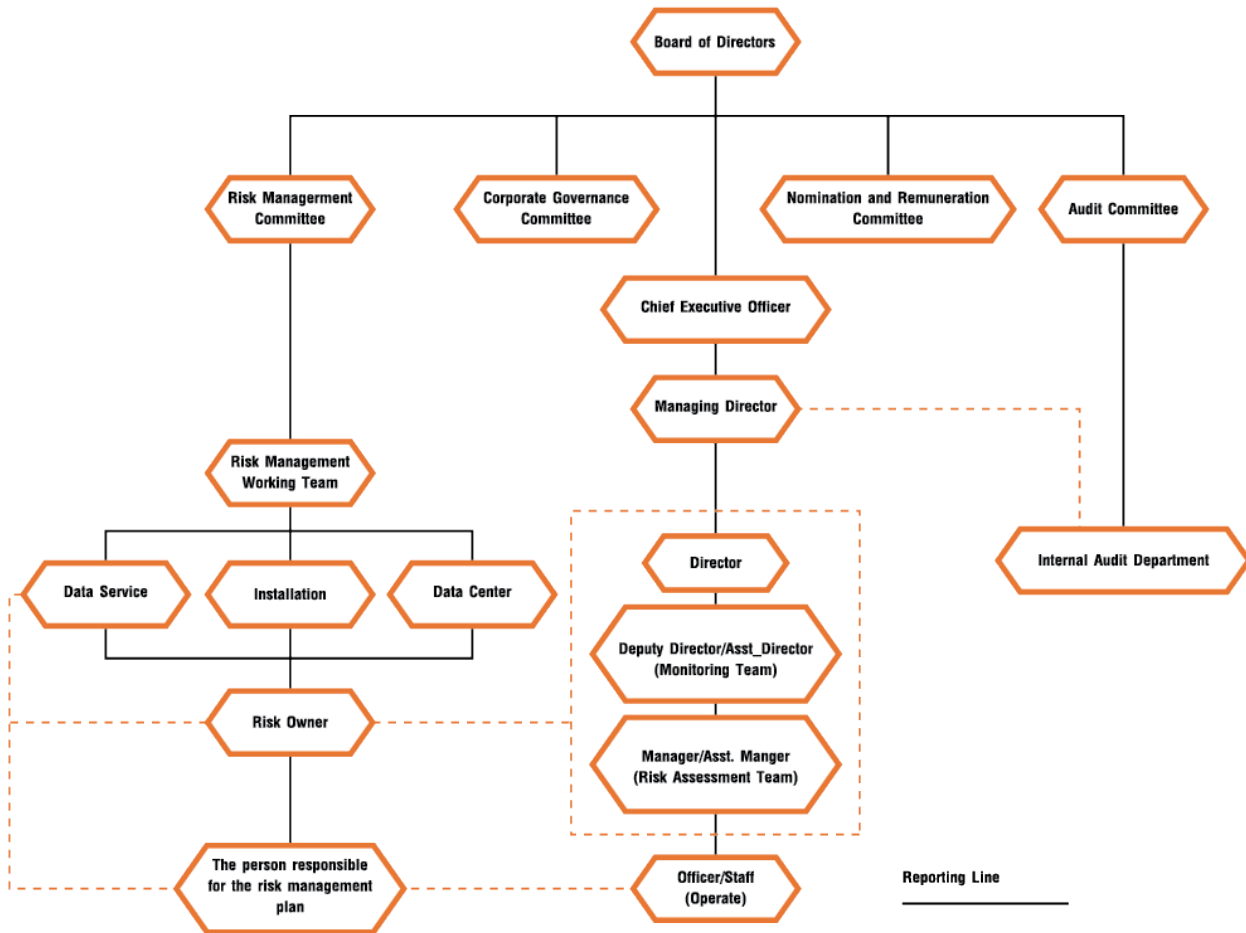 Board of Directors
Risk Managerment
Committee
Corporate Governance
Committee
Nomination and Remuneration
Committee
Audit Committee
Chief Executive Officer
Managing Director
Risk Management
Working Team
Data Service
Installation
Data Center
Director
Internal Audit Department
Deputy Director/Asst_Director
(Monitoring Team)
Risk Owner
Manager/Asst. Manger
(Risk Assessment Team)
The person responsible
for the risk management
plan
Officer/Staff
(Operate)
Reporting Line